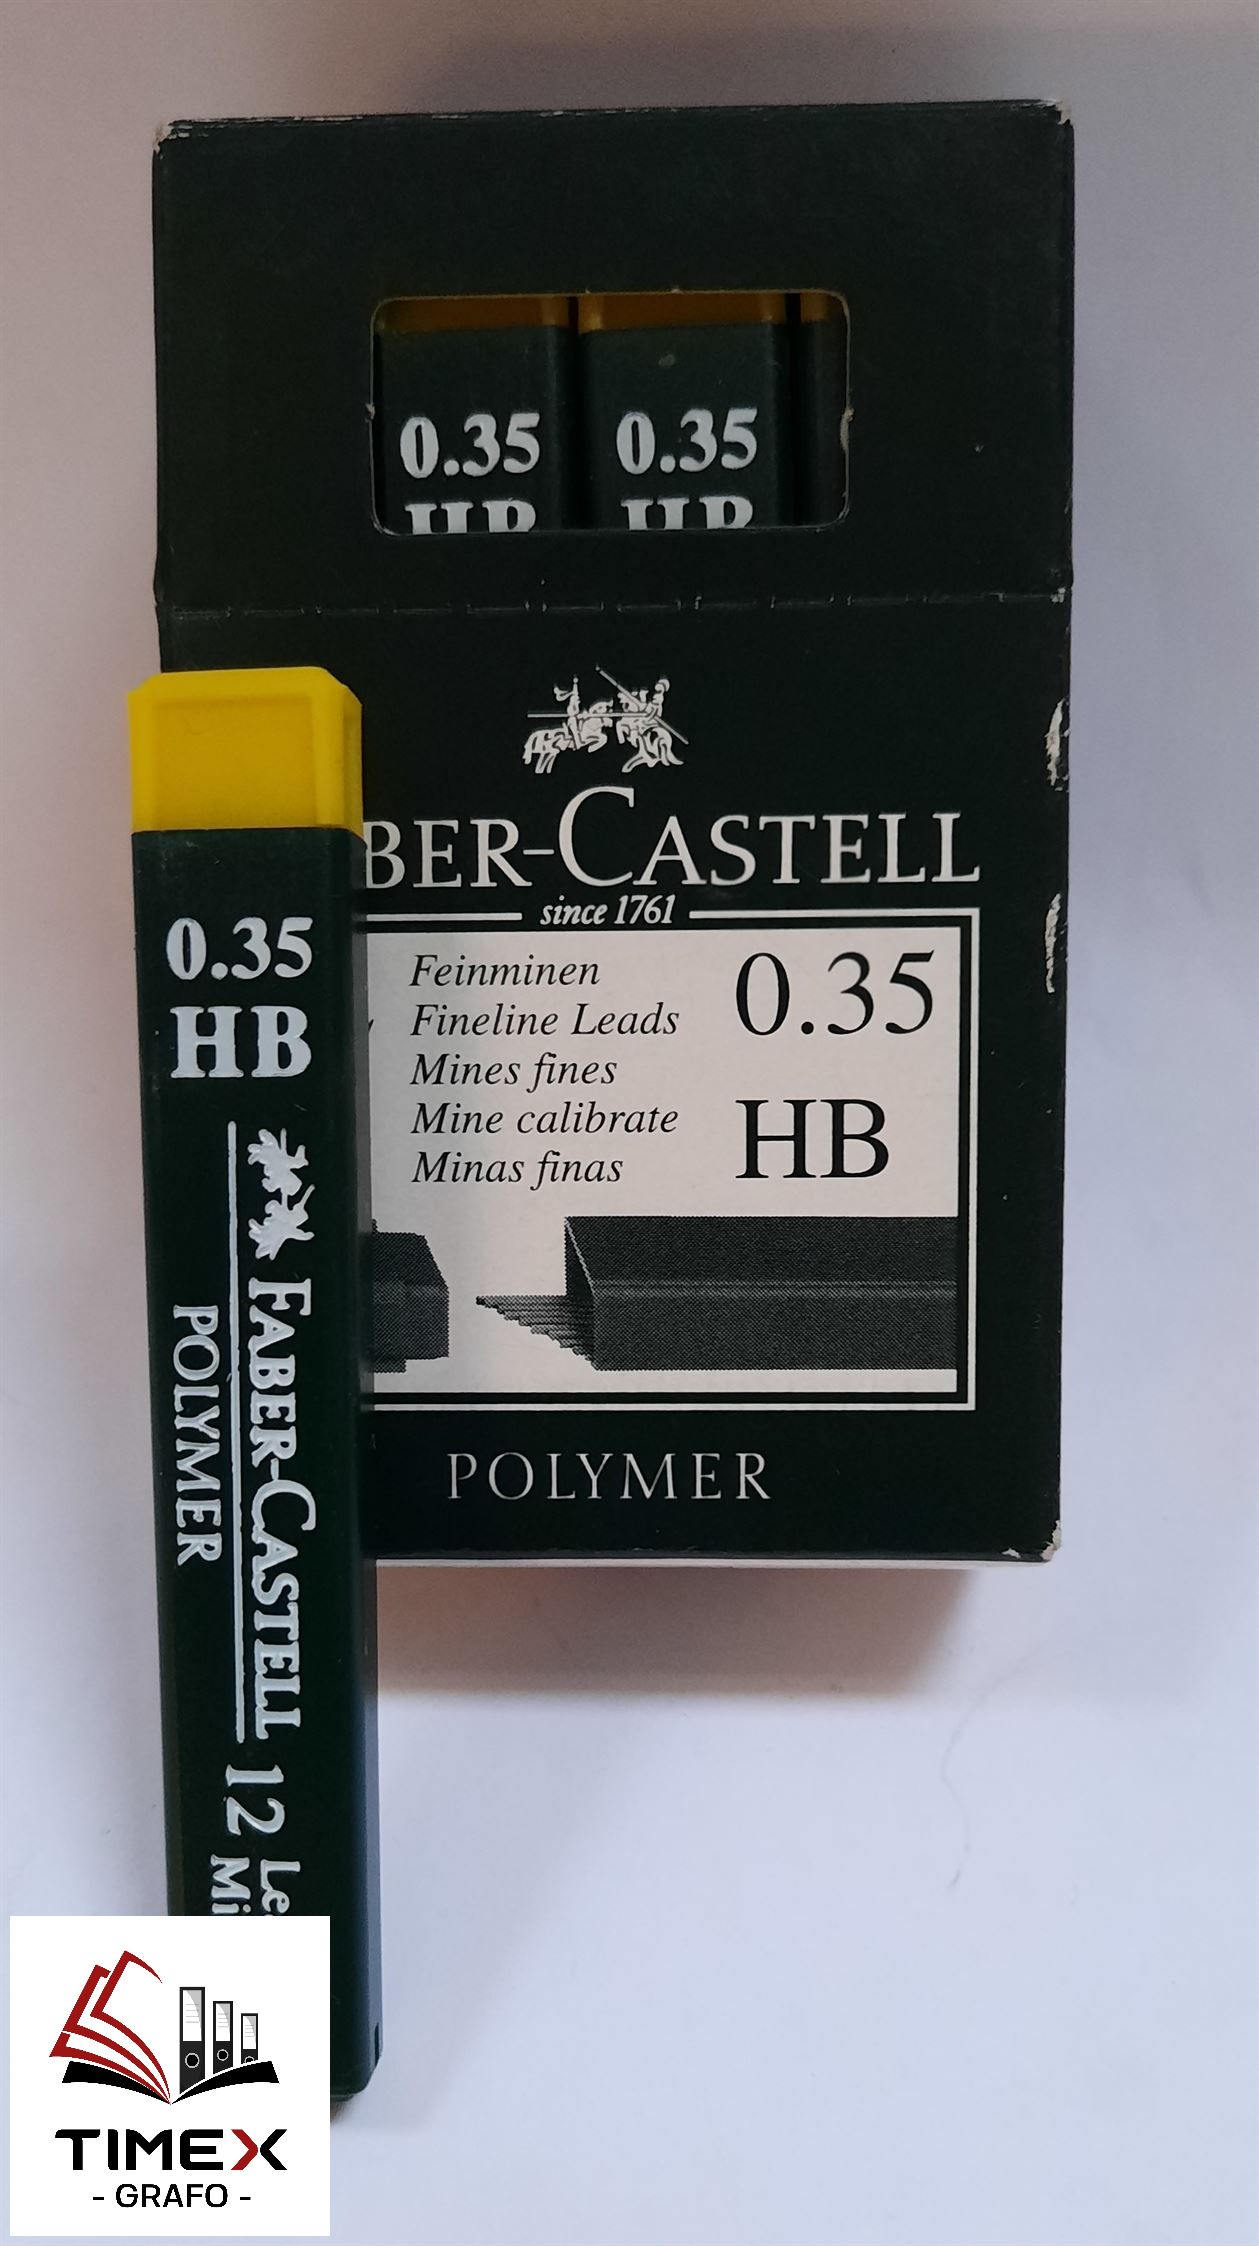 0.35
0.35
HB
HB
BER-CASTELL
since 1761
Feinminen
Fineline Leads
Mines fines
Mine calibrate
Minas finas
0.35
HB
POLYMER
0.35
HB
FABER-CASTELL
POLYMER
12
TIMEX
- GRAFO -